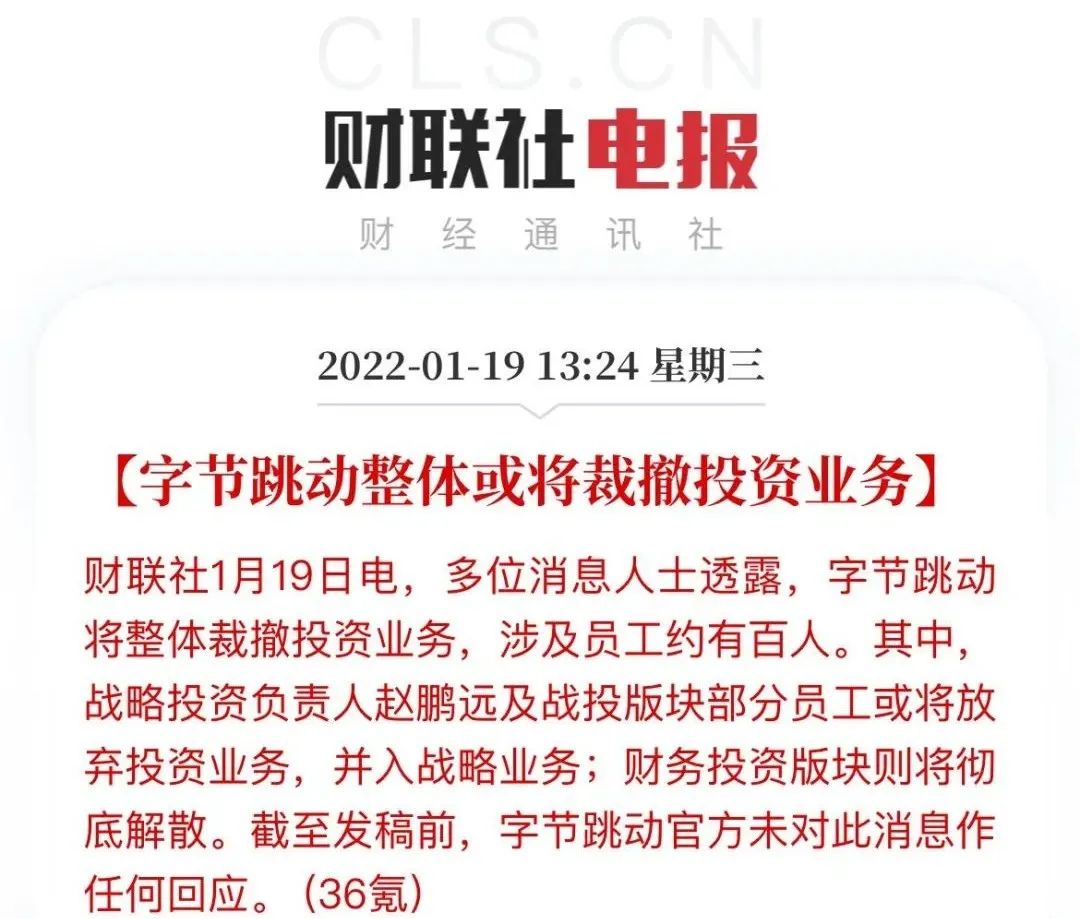 CLS.CN
财联社电报
财经通讯社
2022-01-19 13:24 星期三
【字节跳动整体或将裁撤投资业务】
财联社1月19日电，多位消息人士透露，字节跳动
将整体裁撤投资业务，涉及员工约有百人。其中，
战略投资负责人赵鹏远及战投版块部分员工或将放
弃投资业务，并入战略业务；财务投资版块则将彻
底解散。截至发稿前，字节跳动官方未对此消息作
任何回应。（36氪）